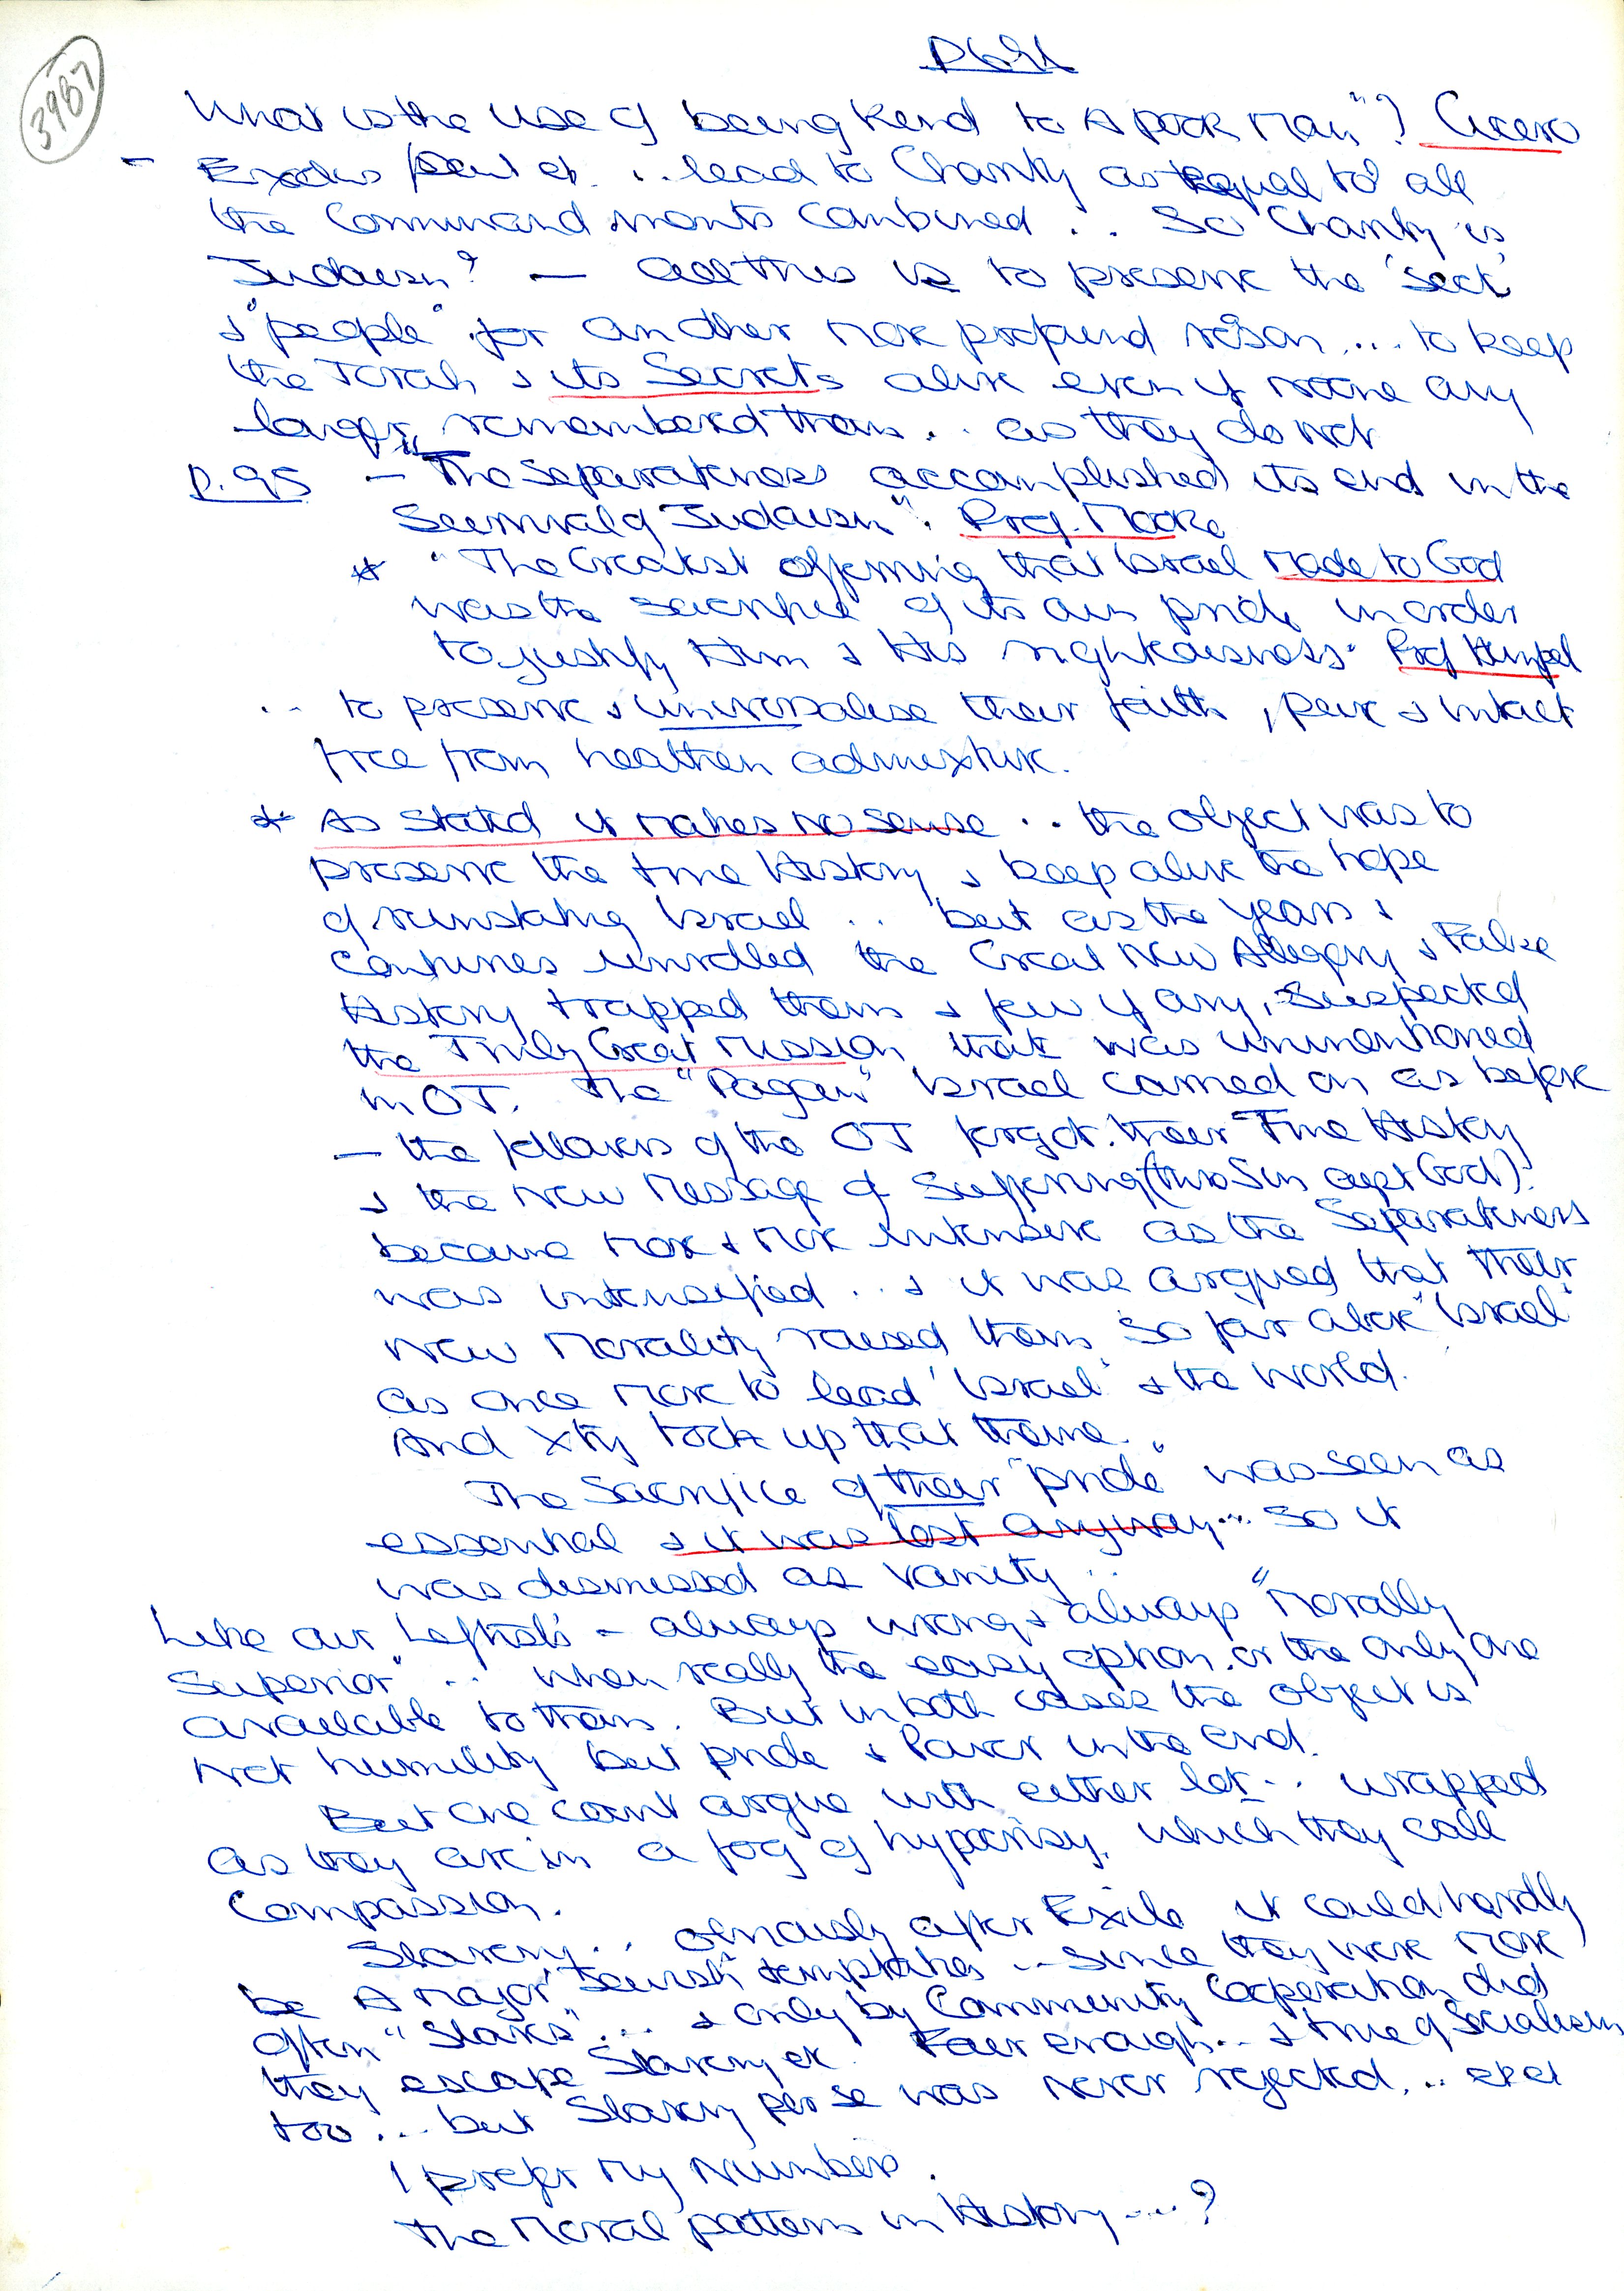 3987
What is the use of being kind to A poor Man"? Cicero
- Exodus Deut et. .. lead to Charity as equal to all
the Commandments combined .. So Charity is
Judaism? — All this is to preserve the 'Sect'
& "people" for another more profound reason ... to keep
the Torah & its Secrets alive even if noone any
longer remembered them .. as they do not
P.95 — "The Separateness accomplished its end in the
Survival of Judaism". Prof. Moore
* "The Greatest offering that Israel made to God
was the sacrifice of its own pride in order
to justify Him & His righteousness." Prof
.. to preserve & universalise their faith, pure & intact
free from heathen admixture.
* As stated it makes no sense .. the object was to
preserve the true History & keep alive the hope
of reinstating Israel .. but as the years &
Centuries unrolled the Great New Allegory & False
History trapped them & few if any, Suspected
the Truly Great Mission that was unmentioned
in OT. The "Pagan" Israel carried on as before
— the followers of the OT forgot their True History
& the New Message of Suffering (thro Sin agst God)
became more & more intensive as the Separateness
was intensified .. & it was argued that their
new morality raised them so far above "Israel"
as once more to lead 'Israel' & the World.
And Xty took up that theme.
The Sacrifice of their "pride" was seen as
essential & it was lost anyway... so it
was dismissed as vanity ..
Like our Leftists - always wrong & always "Morally
Superior" .. when really the easy option or the only one
available to them. But in both cases the object is
not humility but pride & Power in the end.
But one can't argue with either lot .. wrapped
as they are in a fog of hypocrisy, which they call
Compassion.
Slavery .. obviously after Exile it could hardly
be A major "Jewish" temptation .. since they were more
often "Slaves" ... & only by Community Cooperation did
they escape Slavery et. Fair enough .. & true of Socialism
too ... but Slavery per se was never rejected ..
I prefer my Numbers.
The Moral pattern in History ...?